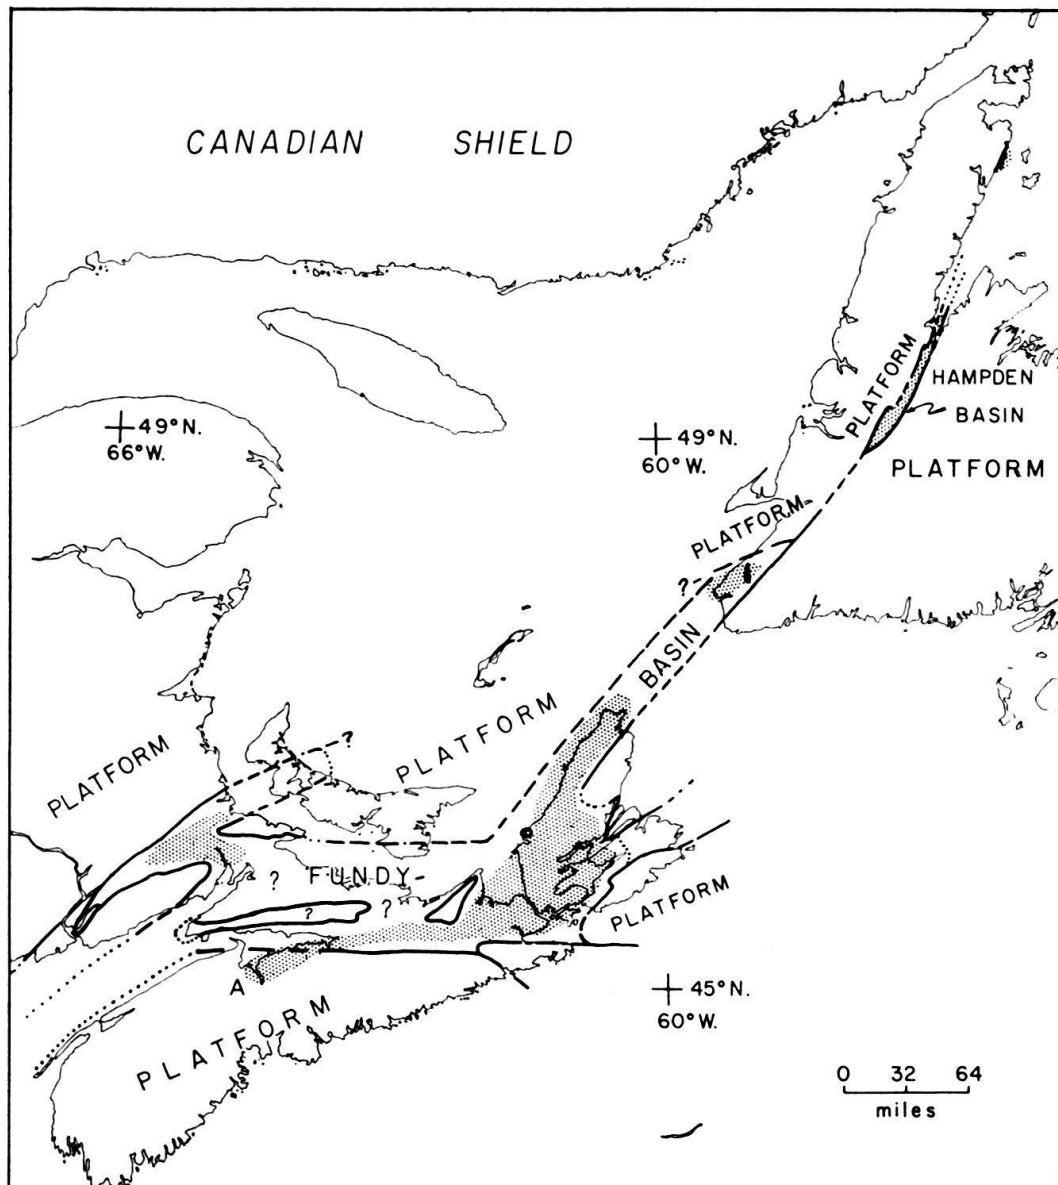 CANADIAN SHIELD
PLATFORM
HAMPDEN
BASIN
49°N.
66°W.
49°N.
60°W.
PLATFORM
PLATFORM
?
BASIN
PLATFORM
?
PLATFORM
? FUNDY-
? ?
PLATFORM
A
45°N.
60°W.
PLATFORM
0 32 64
miles